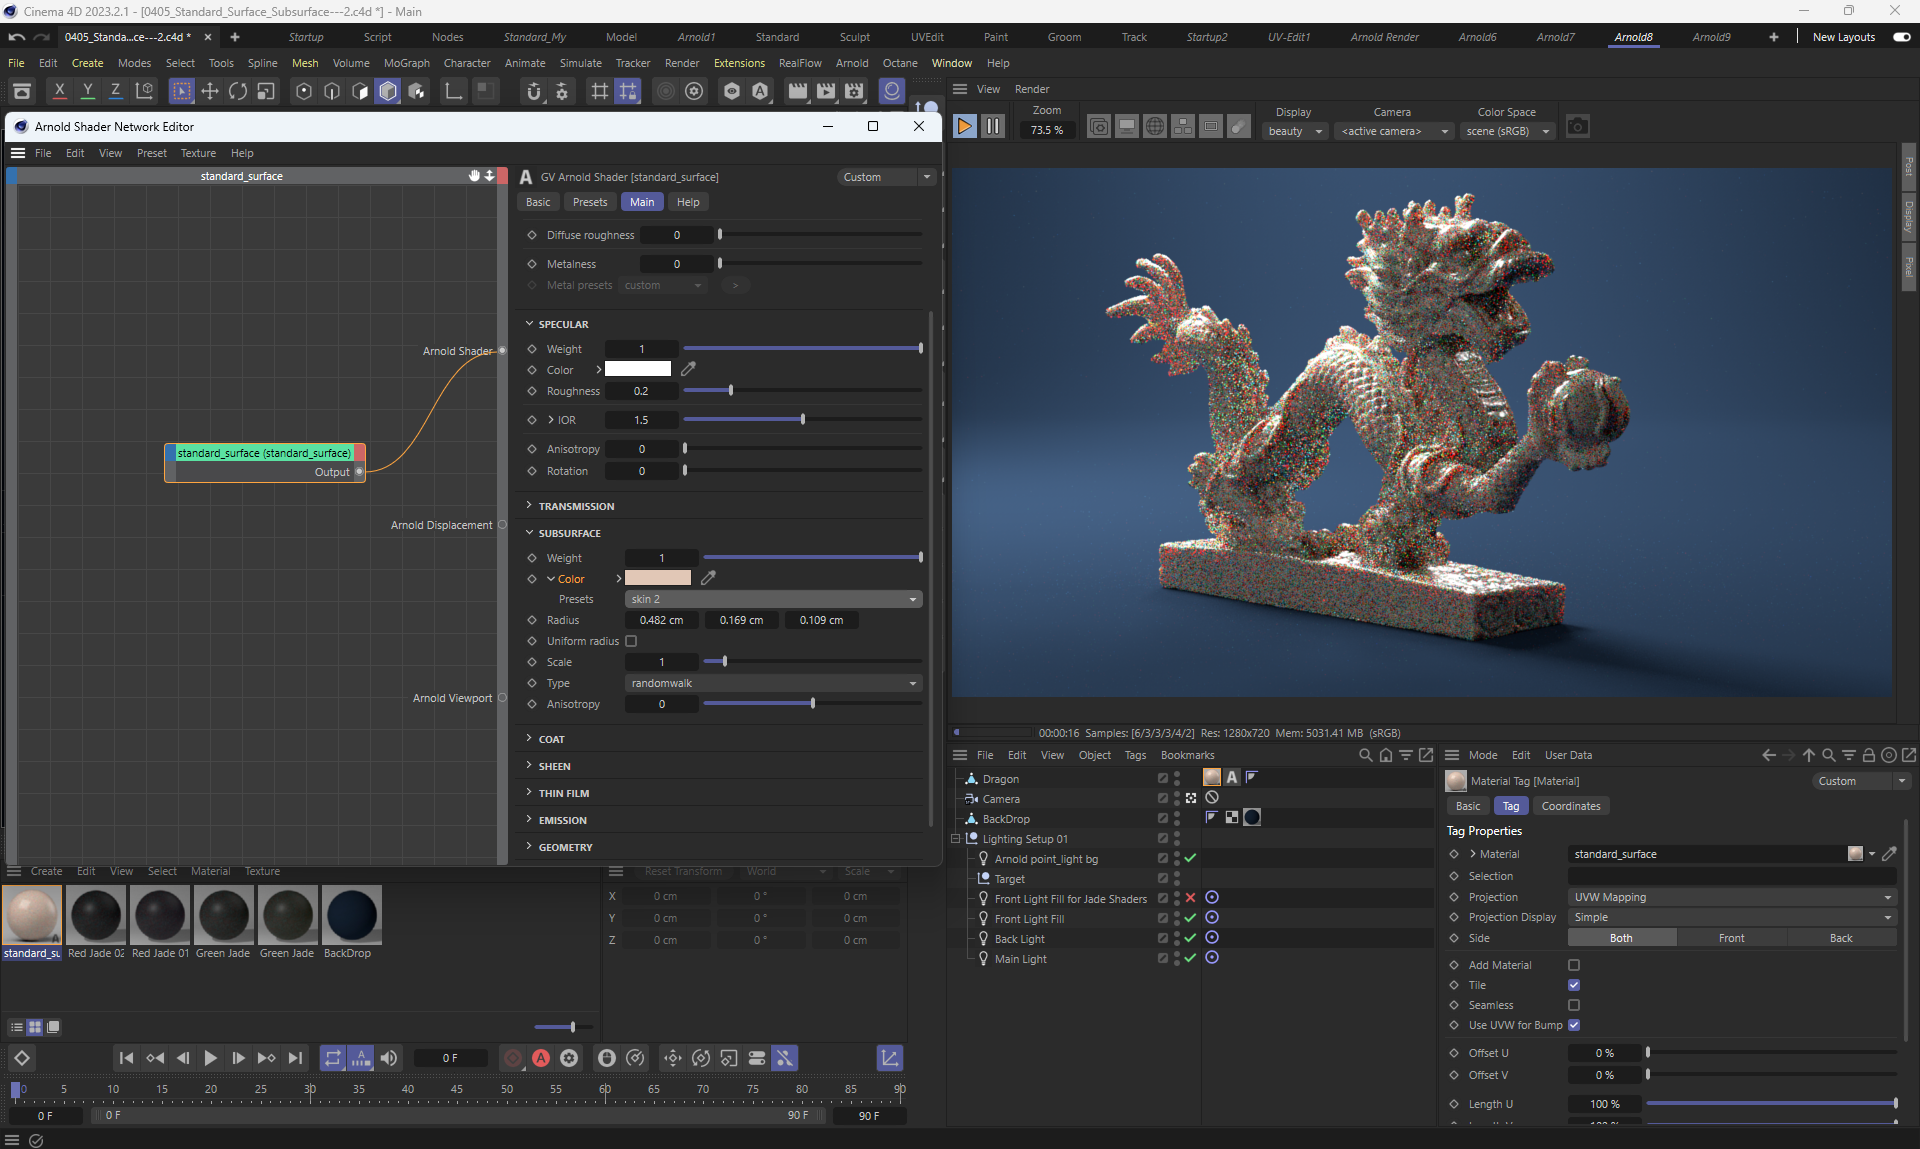 Cinema 4D 2023.2.1 - [0405_Standard_Surface_Subsurface---2.c4d *] - Main
0405_Standa...ce---2.c4d *
Startup Script Nodes Standard_My Model Arnold1 Standard Sculpt UVEdit Paint Groom Track Startup2 UV-Edit1 Arnold Render Arnold6 Arnold7 Arnold8 Arnold9 New Layouts
File Edit Create Modes Select Tools Spline Mesh Volume MoGraph Character Animate Simulate Tracker Render Extensions RealFlow Arnold Octane Window Help
X Y Z
View Render
Zoom
73.5 %
Display
beauty
Camera
<active camera>
Color Space
scene (sRGB)
Post
Display
Pixel
Arnold Shader Network Editor
File Edit View Preset Texture Help
standard_surface
Arnold Shader
standard_surface (standard_surface)
Output
Arnold Displacement
Arnold Viewport
GV Arnold Shader [standard_surface]
Custom
Basic Presets Main Help
Diffuse roughness 0
Metalness 0
Metal presets custom >
SPECULAR
Weight 1
Color
Roughness 0.2
IOR 1.5
Anisotropy 0
Rotation 0
TRANSMISSION
SUBSURFACE
Weight 1
Color
Presets skin 2
Radius 0.482 cm 0.169 cm 0.109 cm
Uniform radius
Scale 1
Type randomwalk
Anisotropy 0
COAT
SHEEN
THIN FILM
EMISSION
GEOMETRY
00:00:16 Samples: [6/3/3/3/4/2] Res: 1280x720 Mem: 5031.41 MB (sRGB)
File Edit View Object Tags Bookmarks
Dragon
Camera
BackDrop
Lighting Setup 01
Arnold point_light bg
Target
Front Light Fill for Jade Shaders
Front Light Fill
Back Light
Main Light
Mode Edit User Data
Material Tag [Material]
Custom
Basic Tag Coordinates
Tag Properties
Material standard_surface
Selection
Projection UVW Mapping
Projection Display Simple
Side Both Front Back
Add Material
Tile
Seamless
Use UVW for Bump
Offset U 0 %
Offset V 0 %
Length U 100 %
Create Edit View Select Material Texture
standard_su Red Jade 02 Red Jade 01 Green Jade Green Jade BackDrop
Reset Transform World Scale
X 0 cm 0 ° 0 cm
Y 0 cm 0 ° 0 cm
Z 0 cm 0 ° 0 cm
0 F
0 5 10 15 20 25 30 35 40 45 50 55 60 65 70 75 80 85 90
0 F 0 F 90 F 90 F